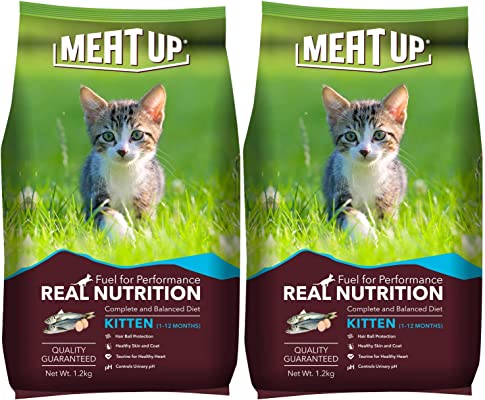 MEAT UP®
Fuel for Performance
REAL NUTRITION
Complete and Balanced Diet
KITTEN (1-12 MONTHS)
Hair Ball Protection
Healthy Skin and Coat
Taurine for Healthy Heart
pH Controls Urinary pH
QUALITY
GUARANTEED
Net Wt. 1.2kg
MEAT UP®
Fuel for Performance
REAL NUTRITION
Complete and Balanced Diet
KITTEN (1-12 MONTHS)
Hair Ball Protection
Healthy Skin and Coat
Taurine for Healthy Heart
pH Controls Urinary pH
QUALITY
GUARANTEED
Net Wt. 1.2kg